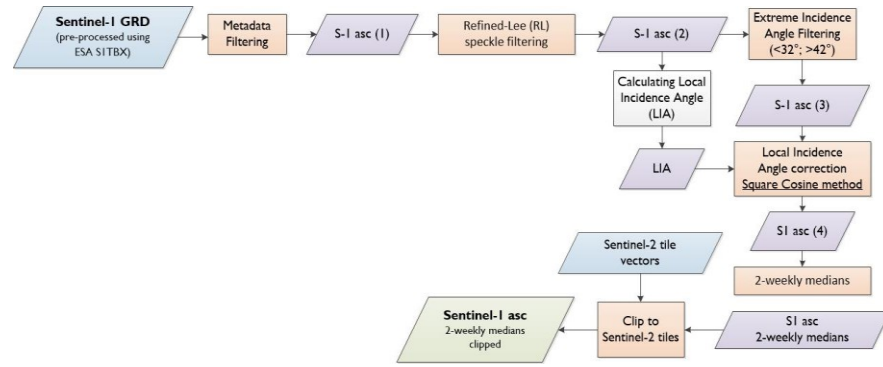 Sentinel-1 GRD
(pre-processed using
ESA S1TBX)
Metadata
Filtering
S-1 asc (1)
Refined-Lee (RL)
speckle filtering
S-1 asc (2)
Extreme Incidence
Angle Filtering
(<32°; >42°)
Calculating Local
Incidence Angle
(LIA)
S-1 asc (3)
LIA
Local Incidence
Angle correction
Square Cosine method
S1 asc (4)
2-weekly medians
Sentinel-2 tile
vectors
Sentinel-1 asc
2-weekly medians
clipped
Clip to
Sentinel-2 tiles
S1 asc
2-weekly medians